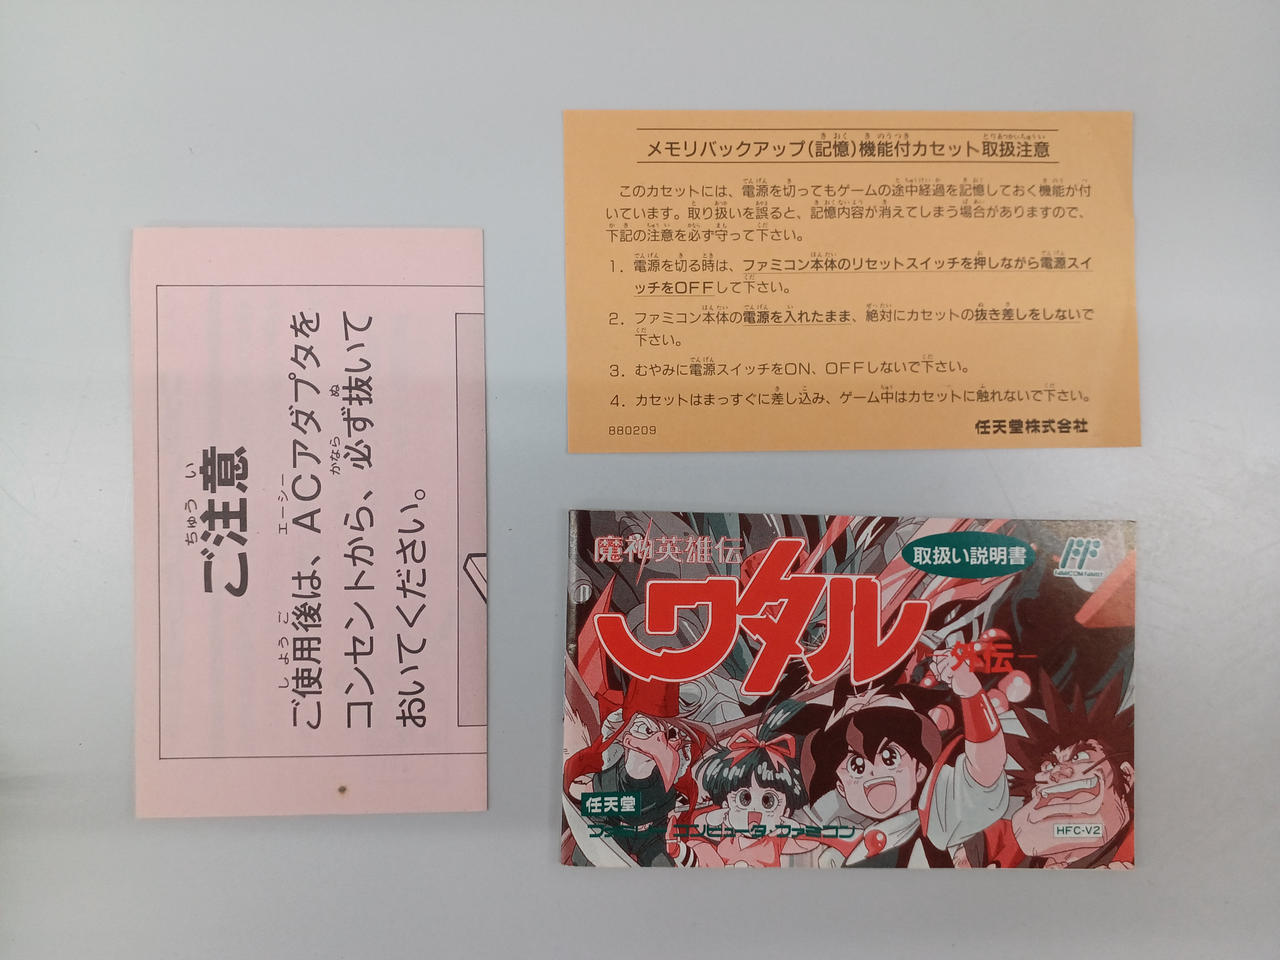 ご注意
ご使用後は、ACアダプタを
コンセントから、必ず抜いて
おいてください。
メモリバックアップ(記憶)機能付カセット取扱注意
このカセットには、電源を切ってもゲームの途中経過を記憶しておく機能が付
いています。取り扱いを誤ると、記憶内容が消えてしまう場合がありますので、
下記の注意を必ず守って下さい。
1. 電源を切る時は、ファミコン本体のリセットスイッチを押しながら電源スイ
ッチをOFFして下さい。
2. ファミコン本体の電源を入れたまま、絶対にカセットの抜き差しをしないで
下さい。
3. むやみに電源スイッチをON、OFFしないで下さい。
4. カセットはまっすぐに差し込み、ゲーム中はカセットに触れないで下さい。
880209
任天堂株式会社
魔神英雄伝
取扱い説明書
FAMICOM FAMILY
ワタル
外伝
任天堂
ファミリーコンピュータ・ファミコン
HFC-V2